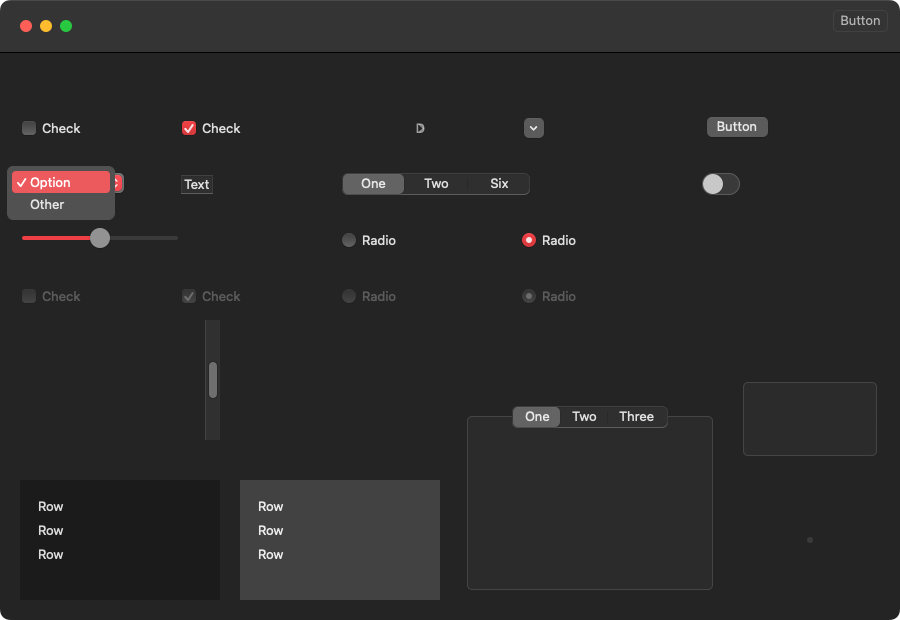 Button
Check
Check
D
Button
Option
Other
Text
One Two Six
Radio
Radio
Check
Check
Radio
Radio
One Two Three
Row
Row
Row
Row
Row
Row